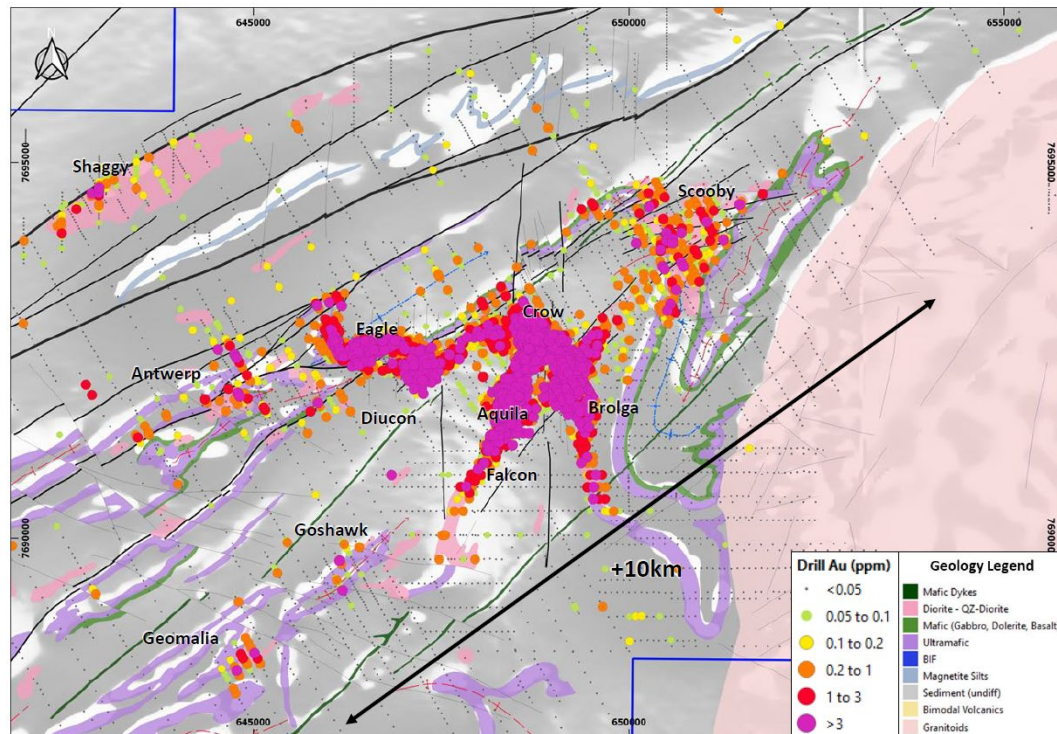 645000
650000
655000
N
7695000
7695000
Shaggy
Scooby
Crow
Eagle
Antwerp
Diucon
Aquila
Brolga
Falcon
Goshawk
7690000
769000
+10km
Geomalia
645000
650000
Drill Au (ppm)
<0.05
0.05 to 0.1
0.1 to 0.2
0.2 to 1
1 to 3
>3
Geology Legend
Mafic Dykes
Diorite - QZ-Diorite
Mafic (Gabbro, Dolerite, Basalt
Ultramafic
BIF
Magnetite Silts
Sediment (undiff)
Bimodal Volcanics
Granitoids